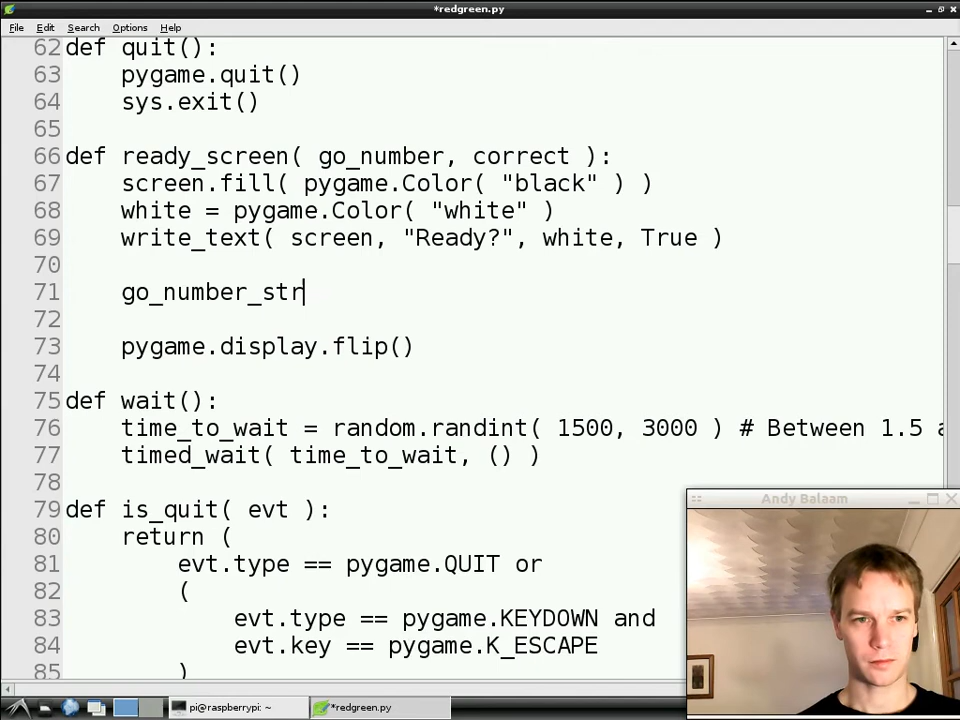 *redgreen.py
File Edit Search Options Help
62 def quit():
63 pygame.quit()
64 sys.exit()
65
66 def ready_screen( go_number, correct ):
67 screen.fill( pygame.Color( "black" ) )
68 white = pygame.Color( "white" )
69 write_text( screen, "Ready?", white, True )
70
71 go_number_str
72
73 pygame.display.flip()
74
75 def wait():
76 time_to_wait = random.randint( 1500, 3000 ) # Between 1.5 a
77 timed_wait( time_to_wait, () )
78
79 def is_quit( evt ):
80 return (
81 evt.type == pygame.QUIT or
82 (
83 evt.type == pygame.KEYDOWN and
84 evt.key == pygame.K_ESCAPE
85 )
Andy Balaam
pi@raspberrypi: ~
*redgreen.py